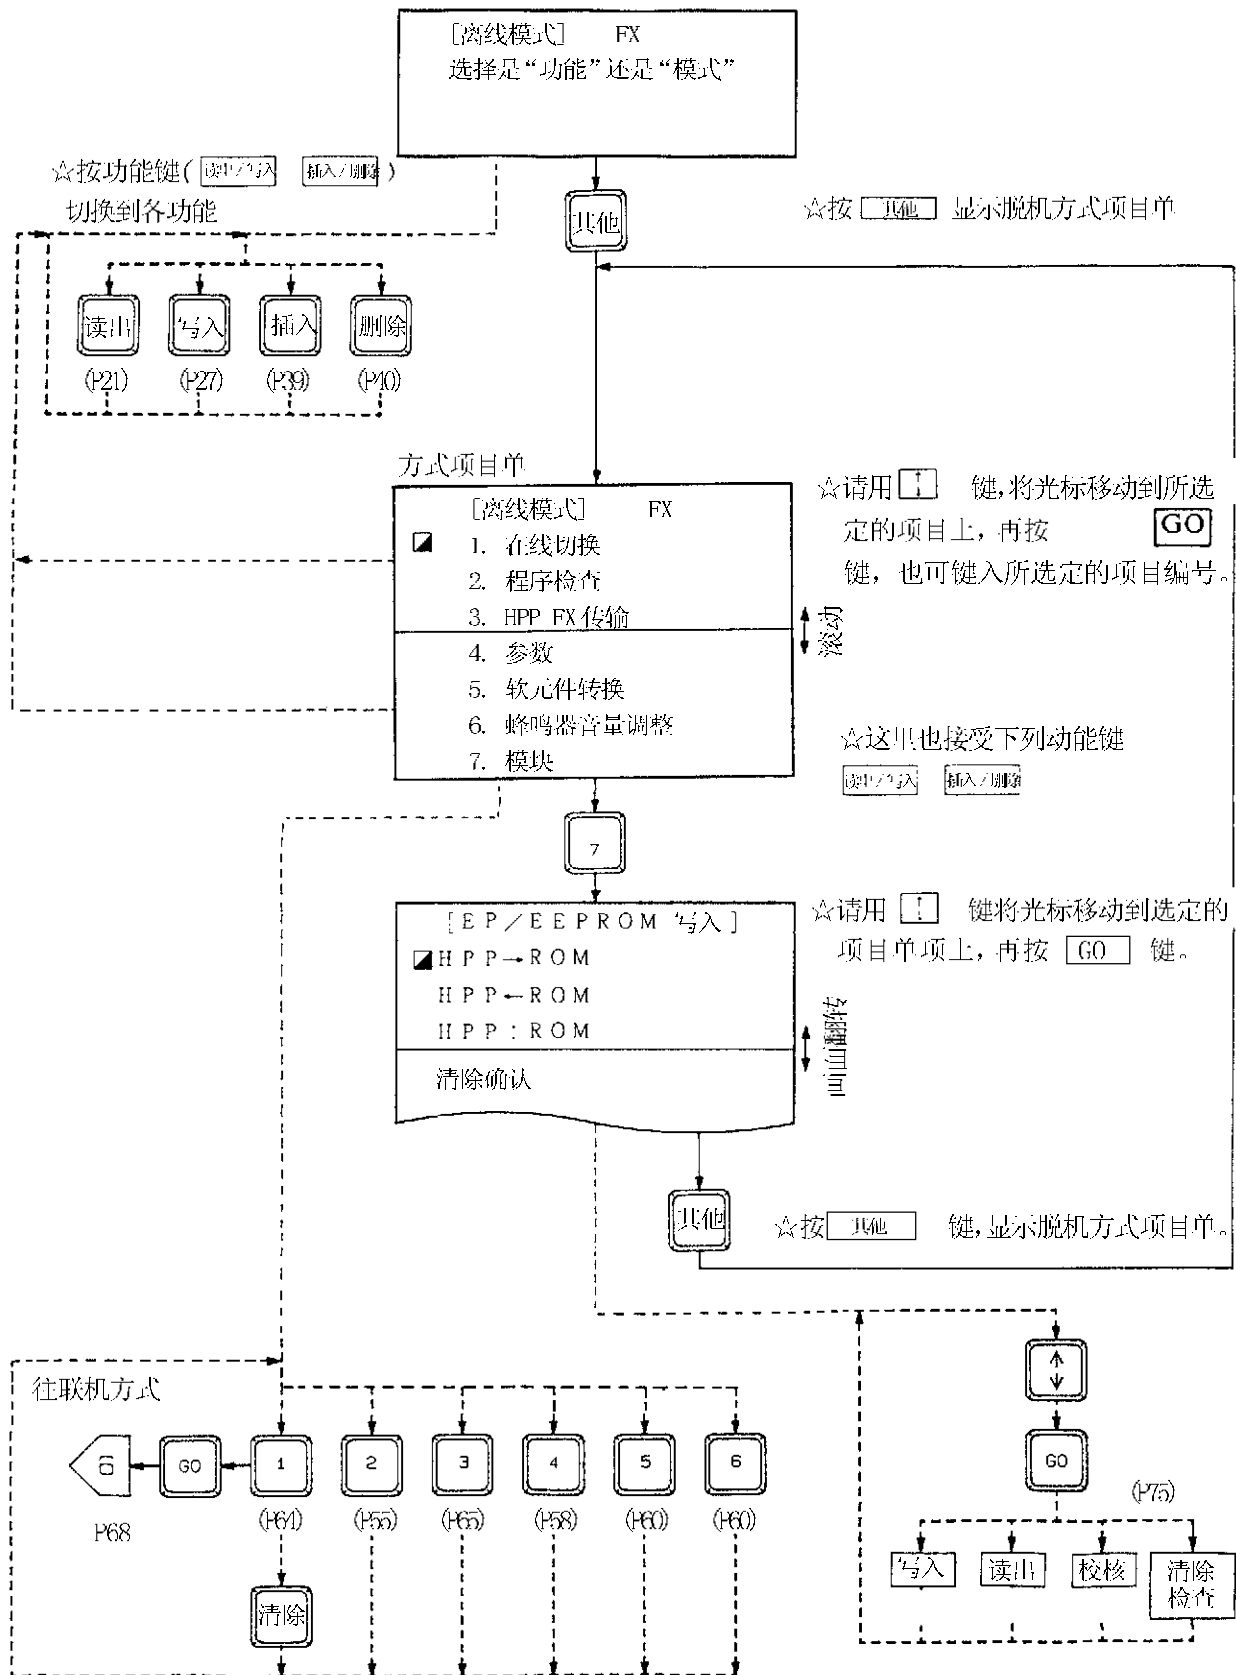 [离线模式] FX
选择是“功能”还是“模式”
☆按功能键( 读出/写入 插入/删除 )
切换到各功能
其他
☆按 其他 显示脱机方式项目单
读出 写入 插入 删除
(P21) (P27) (P39) (P40)
方式项目单
[离线模式] FX
1. 在线切换
2. 程序检查
3. HPP FX传输
4. 参数
5. 软元件转换
6. 蜂鸣器音量调整
7. 模块
滚动
☆请用 键,将光标移动到所选
定的项目上,再按 GO
键,也可键入所选定的项目编号。
☆这里也接受下列动能键
读出/写入 插入/删除
7
[EP/EEPROM 写入]
HPP→ROM
HPP←ROM
HPP:ROM
清除确认
画面翻转
☆请用 键将光标移动到选定的
项目单项上,再按 GO 键。
其他
☆按 其他 键,显示脱机方式项目单。
往联机方式
6 GO 1 2 3 4 5 6
P68 (P64) (P55) (P65) (P58) (P60) (P60)
清除
↑↓
GO
(P75)
写入 读出 校核 清除
检查